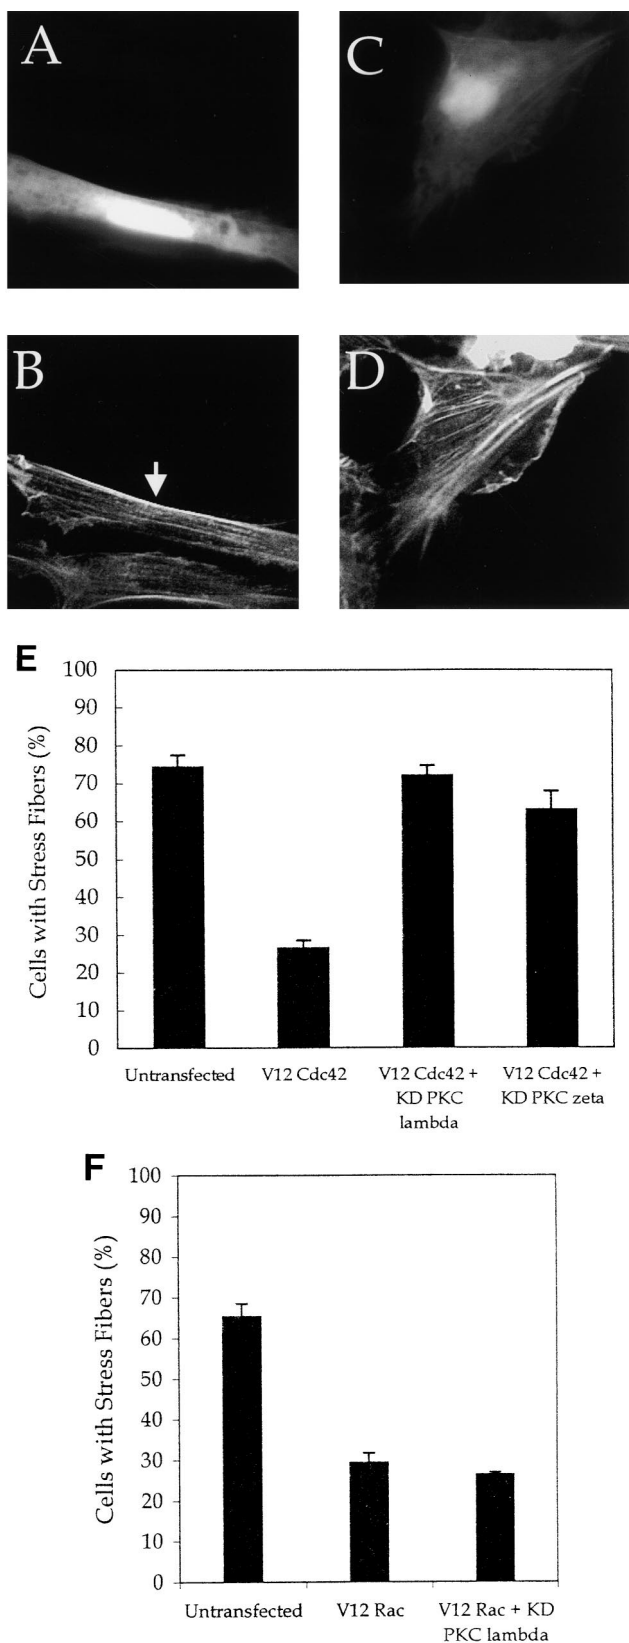 A
C
B
D
E
Cells with Stress Fibers (%)
100
90
80
70
60
50
40
30
20
10
0
Untransfected
V12 Cdc42
V12 Cdc42 +
KD PKC
lambda
V12 Cdc42 +
KD PKC zeta
F
Cells with Stress Fibers (%)
100
90
80
70
60
50
40
30
20
10
0
Untransfected
V12 Rac
V12 Rac + KD
PKC lambda